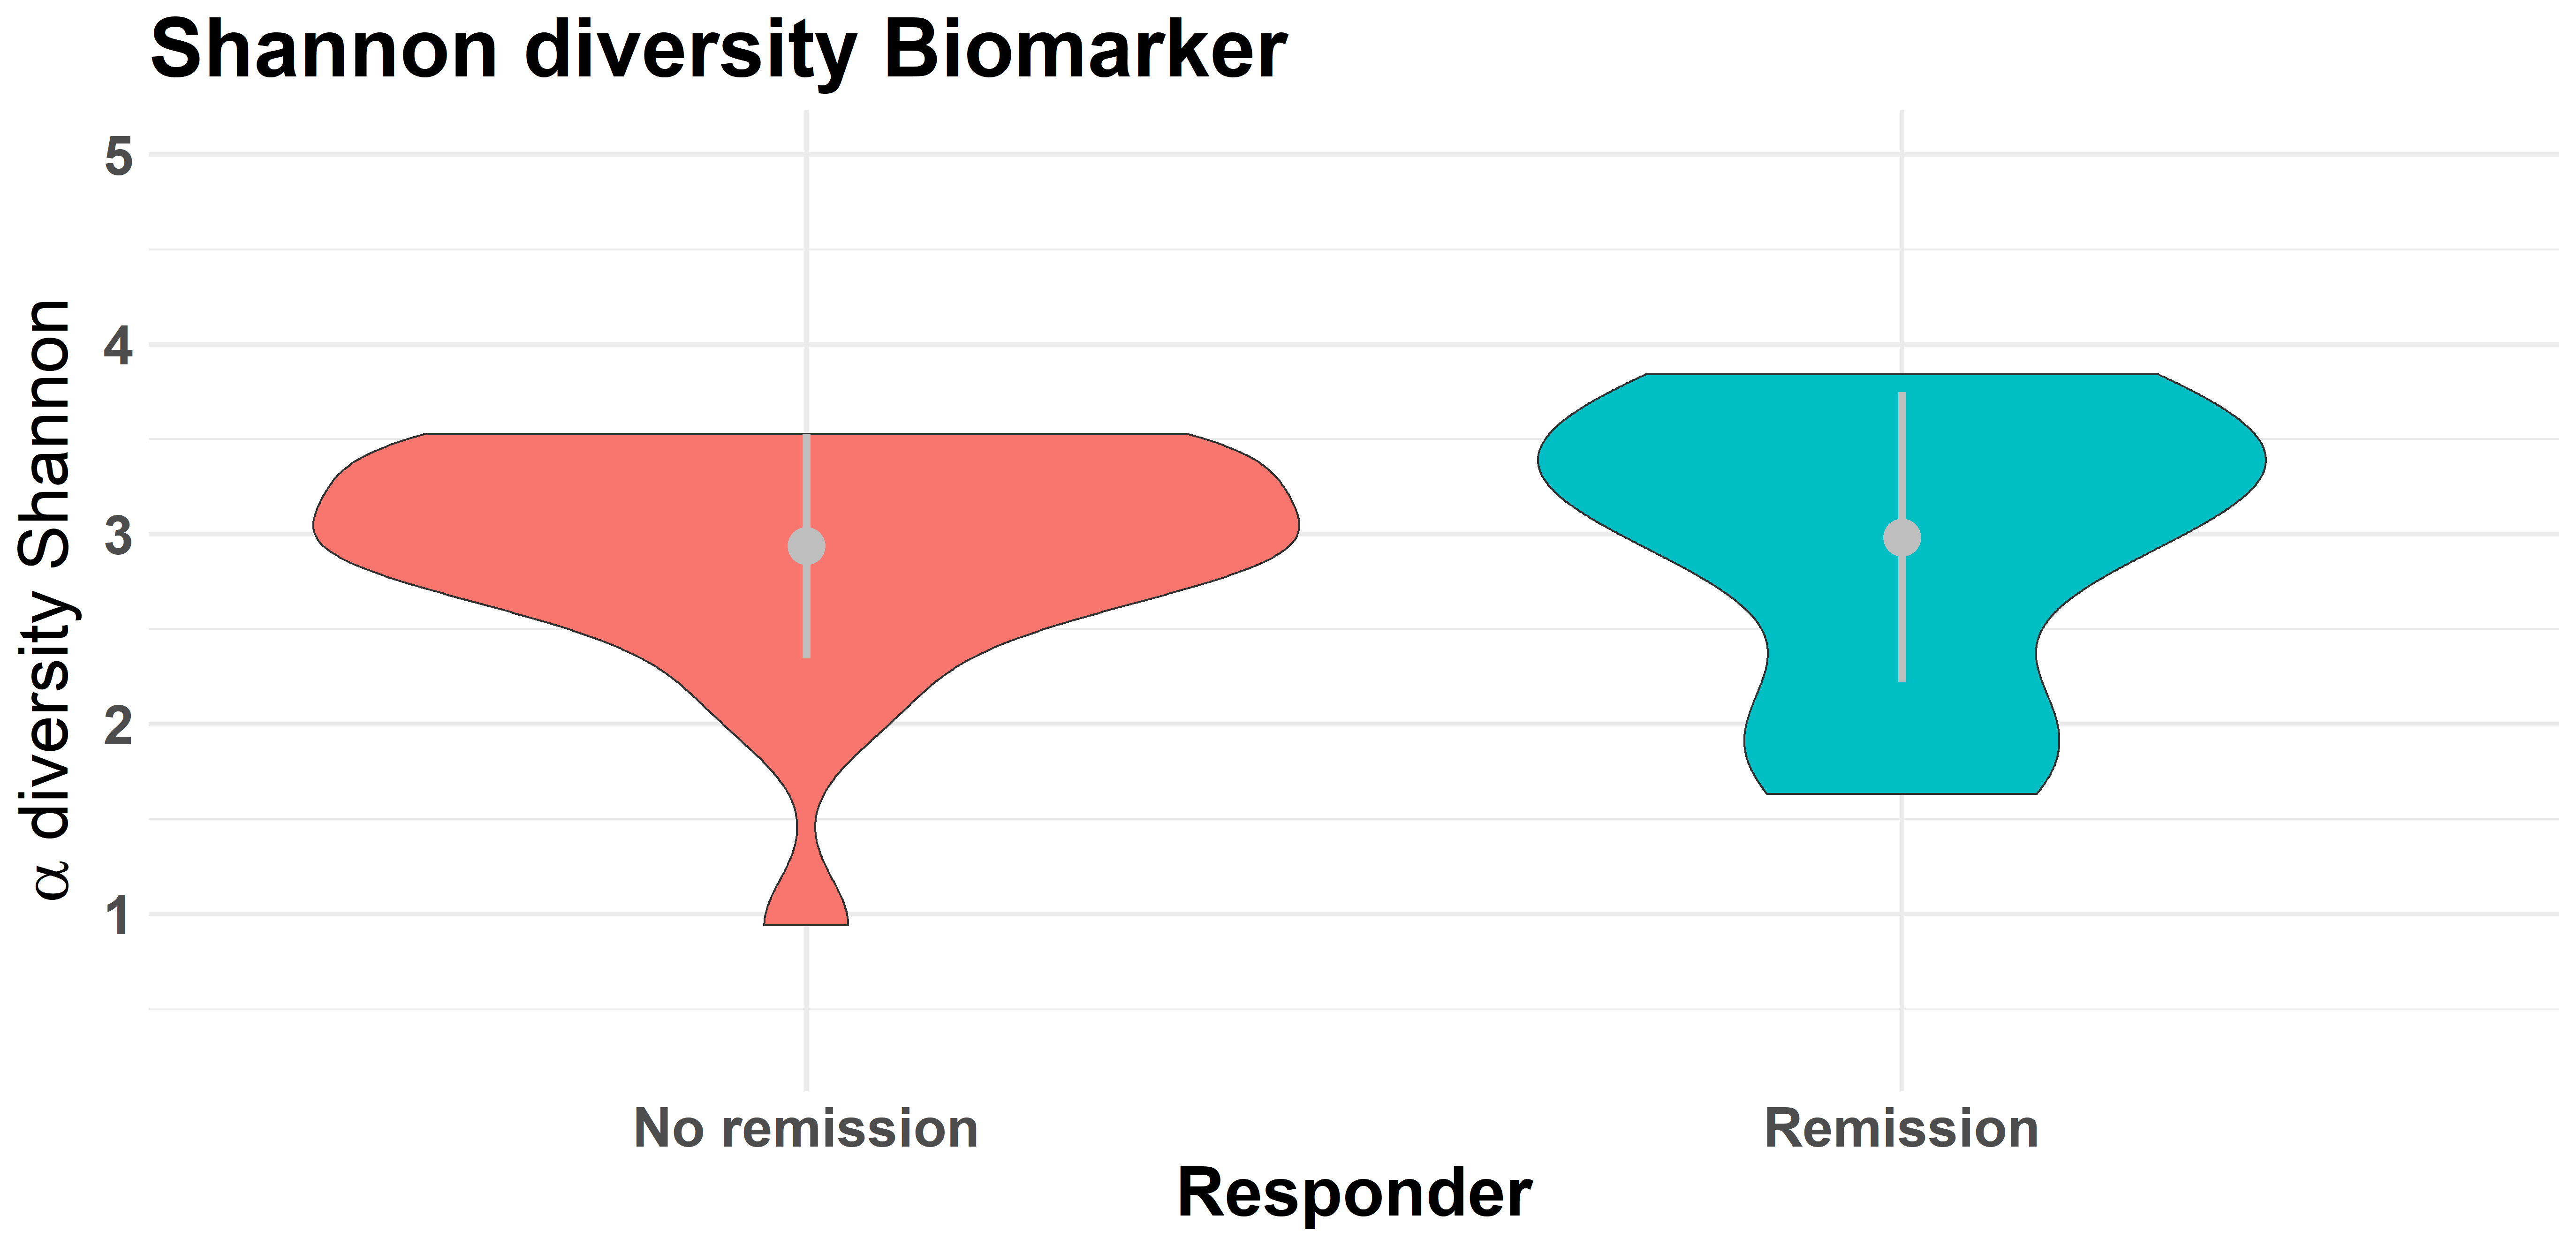 Shannon diversity Biomarker
α diversity Shannon
5
4
3
2
1
No remission
Remission
Responder